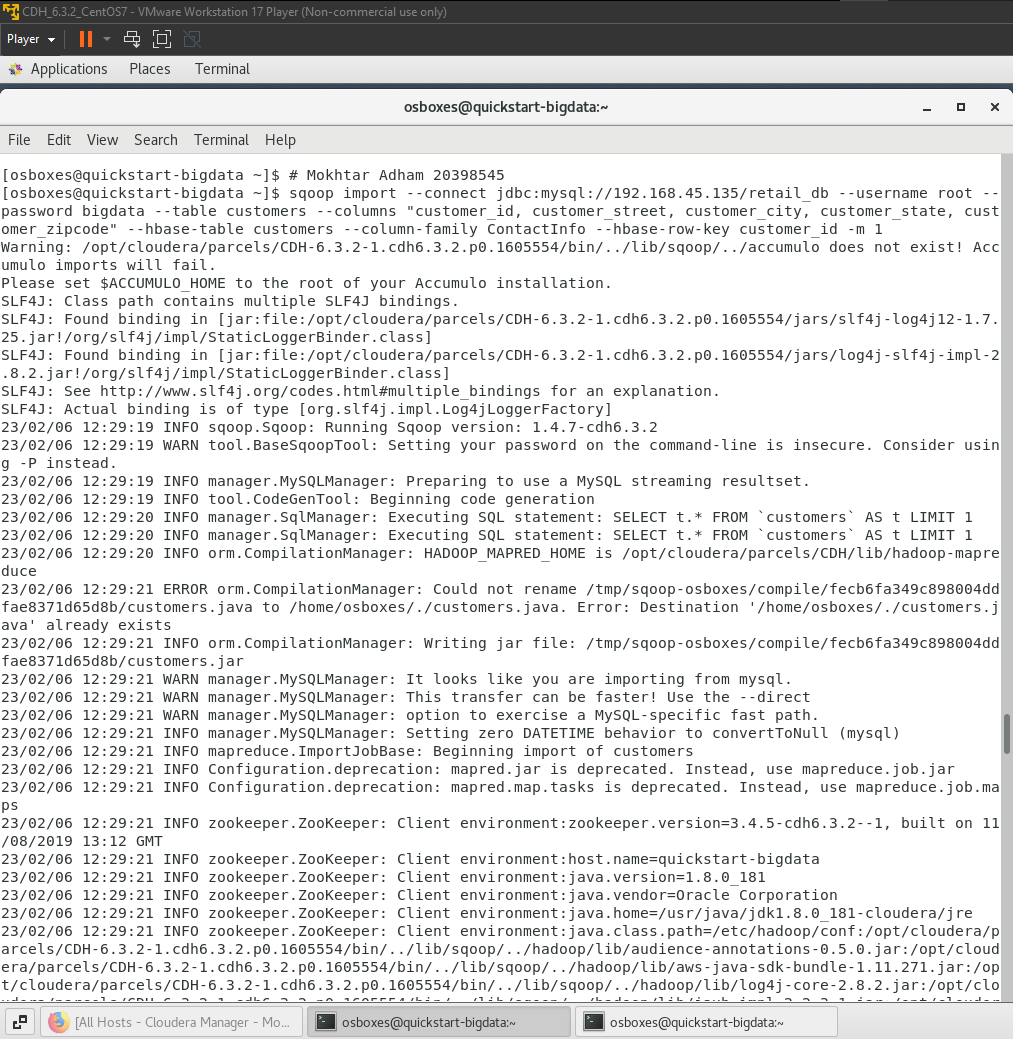 CDH_6.3.2_CentOS7 - VMware Workstation 17 Player (Non-commercial use only)
Player
Applications Places Terminal
osboxes@quickstart-bigdata:~
File Edit View Search Terminal Help
[osboxes@quickstart-bigdata ~]$ # Mokhtar Adham 20398545
[osboxes@quickstart-bigdata ~]$ sqoop import --connect jdbc:mysql://192.168.45.135/retail_db --username root --
password bigdata --table customers --columns "customer_id, customer_street, customer_city, customer_state, cust
omer_zipcode" --hbase-table customers --column-family ContactInfo --hbase-row-key customer_id -m 1
Warning: /opt/cloudera/parcels/CDH-6.3.2-1.cdh6.3.2.p0.1605554/bin/../lib/sqoop/../accumulo does not exist! Acc
umulo imports will fail.
Please set $ACCUMULO_HOME to the root of your Accumulo installation.
SLF4J: Class path contains multiple SLF4J bindings.
SLF4J: Found binding in [jar:file:/opt/cloudera/parcels/CDH-6.3.2-1.cdh6.3.2.p0.1605554/jars/slf4j-log4j12-1.7.
25.jar!/org/slf4j/impl/StaticLoggerBinder.class]
SLF4J: Found binding in [jar:file:/opt/cloudera/parcels/CDH-6.3.2-1.cdh6.3.2.p0.1605554/jars/log4j-slf4j-impl-2
.8.2.jar!/org/slf4j/impl/StaticLoggerBinder.class]
SLF4J: See http://www.slf4j.org/codes.html#multiple_bindings for an explanation.
SLF4J: Actual binding is of type [org.slf4j.impl.Log4jLoggerFactory]
23/02/06 12:29:19 INFO sqoop.Sqoop: Running Sqoop version: 1.4.7-cdh6.3.2
23/02/06 12:29:19 WARN tool.BaseSqoopTool: Setting your password on the command-line is insecure. Consider usin
g -P instead.
23/02/06 12:29:19 INFO manager.MySQLManager: Preparing to use a MySQL streaming resultset.
23/02/06 12:29:19 INFO tool.CodeGenTool: Beginning code generation
23/02/06 12:29:20 INFO manager.SqlManager: Executing SQL statement: SELECT t.* FROM `customers` AS t LIMIT 1
23/02/06 12:29:20 INFO manager.SqlManager: Executing SQL statement: SELECT t.* FROM `customers` AS t LIMIT 1
23/02/06 12:29:20 INFO orm.CompilationManager: HADOOP_MAPRED_HOME is /opt/cloudera/parcels/CDH/lib/hadoop-mapre
duce
23/02/06 12:29:21 ERROR orm.CompilationManager: Could not rename /tmp/sqoop-osboxes/compile/fecb6fa349c898004dd
fae8371d65d8b/customers.java to /home/osboxes/./customers.java. Error: Destination '/home/osboxes/./customers.j
ava' already exists
23/02/06 12:29:21 INFO orm.CompilationManager: Writing jar file: /tmp/sqoop-osboxes/compile/fecb6fa349c898004dd
fae8371d65d8b/customers.jar
23/02/06 12:29:21 WARN manager.MySQLManager: It looks like you are importing from mysql.
23/02/06 12:29:21 WARN manager.MySQLManager: This transfer can be faster! Use the --direct
23/02/06 12:29:21 WARN manager.MySQLManager: option to exercise a MySQL-specific fast path.
23/02/06 12:29:21 INFO manager.MySQLManager: Setting zero DATETIME behavior to convertToNull (mysql)
23/02/06 12:29:21 INFO mapreduce.ImportJobBase: Beginning import of customers
23/02/06 12:29:21 INFO Configuration.deprecation: mapred.jar is deprecated. Instead, use mapreduce.job.jar
23/02/06 12:29:21 INFO Configuration.deprecation: mapred.map.tasks is deprecated. Instead, use mapreduce.job.ma
ps
23/02/06 12:29:21 INFO zookeeper.ZooKeeper: Client environment:zookeeper.version=3.4.5-cdh6.3.2--1, built on 11
/08/2019 13:12 GMT
23/02/06 12:29:21 INFO zookeeper.ZooKeeper: Client environment:host.name=quickstart-bigdata
23/02/06 12:29:21 INFO zookeeper.ZooKeeper: Client environment:java.version=1.8.0_181
23/02/06 12:29:21 INFO zookeeper.ZooKeeper: Client environment:java.vendor=Oracle Corporation
23/02/06 12:29:21 INFO zookeeper.ZooKeeper: Client environment:java.home=/usr/java/jdk1.8.0_181-cloudera/jre
23/02/06 12:29:21 INFO zookeeper.ZooKeeper: Client environment:java.class.path=/etc/hadoop/conf:/opt/cloudera/p
arcels/CDH-6.3.2-1.cdh6.3.2.p0.1605554/bin/../lib/sqoop/../hadoop/lib/audience-annotations-0.5.0.jar:/opt/cloud
era/parcels/CDH-6.3.2-1.cdh6.3.2.p0.1605554/bin/../lib/sqoop/../hadoop/lib/aws-java-sdk-bundle-1.11.271.jar:/op
t/cloudera/parcels/CDH-6.3.2-1.cdh6.3.2.p0.1605554/bin/../lib/sqoop/../hadoop/lib/log4j-core-2.8.2.jar:/opt/clo
[All Hosts - Cloudera Manager - Mo...
osboxes@quickstart-bigdata:~
osboxes@quickstart-bigdata:~